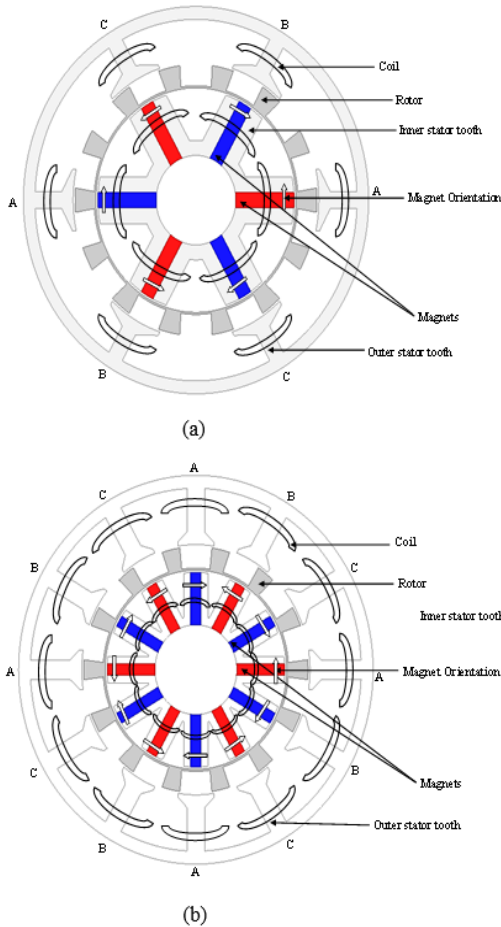 C
B
Coil
Rotor
Inner stator tooth
A
A
Magnet Orientation
Magnets
Outer stator tooth
B
C
(a)
A
C
B
Coil
B
C
Rotor
Inner stator tooth
A
A
Magnet Orientation
C
B
Magnets
Outer stator tooth
B
C
A
(b)